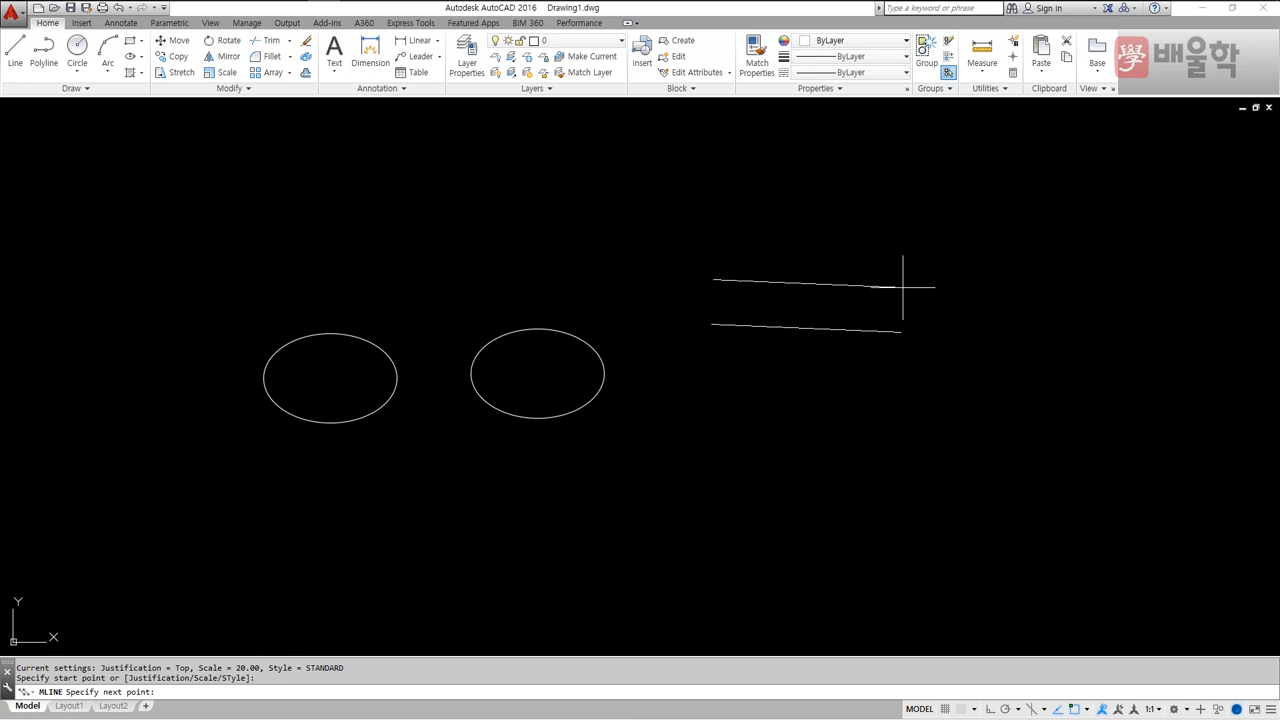 Autodesk AutoCAD 2016 Drawing1.dwg
Type a keyword or phrase
Sign In
Home Insert Annotate Parametric View Manage Output Add-ins A360 Express Tools Featured Apps BIM 360 Performance
Line
Polyline
Circle
Arc
Move
Rotate
Trim
Copy
Mirror
Fillet
Stretch
Scale
Array
Text
Dimension
Linear
Leader
Table
Layer
Properties
0
Make Current
Match Layer
Insert
Create
Edit
Edit Attributes
Match
Properties
ByLayer
ByLayer
ByLayer
Group
Measure
Paste
Base
學 배울학
Draw Modify Annotation Layers Block Properties Groups Utilities Clipboard View
Y
X
Current settings: Justification = Top, Scale = 20.00, Style = STANDARD
Specify start point or [Justification/Scale/STyle]:
MLINE Specify next point:
Model Layout1 Layout2 +
MODEL 1:1